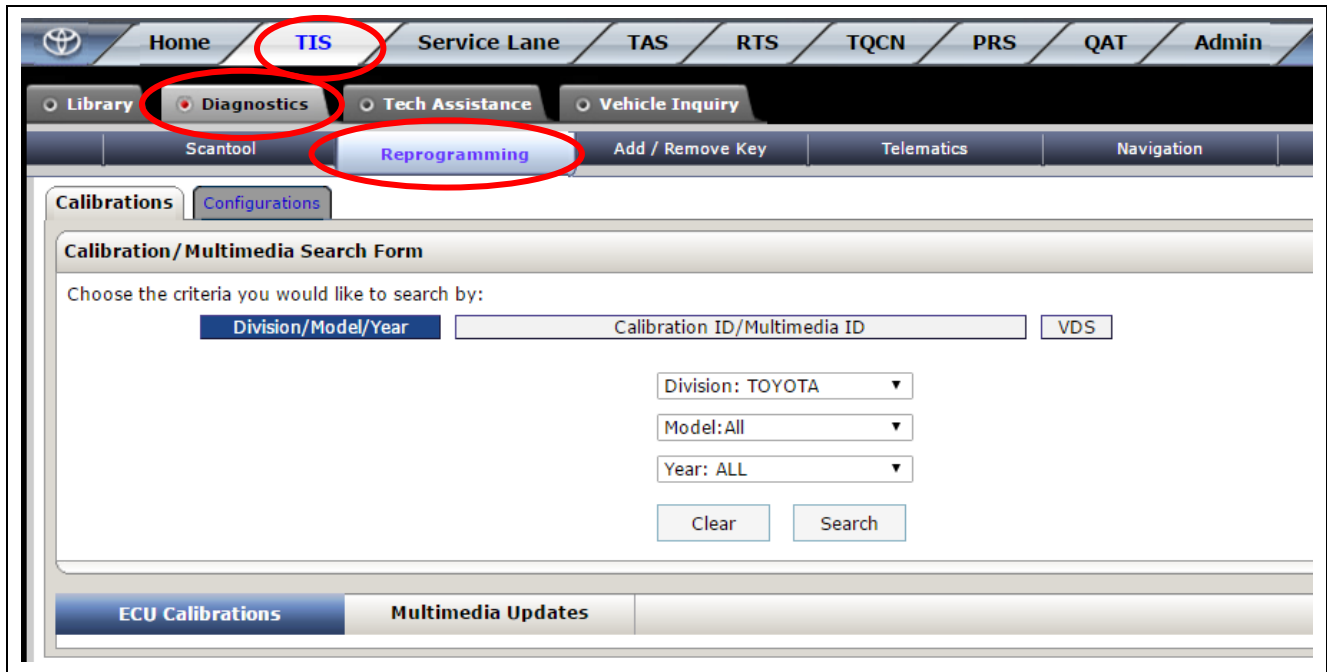 Home TIS Service Lane TAS RTS TQCN PRS QAT Admin
Library Diagnostics Tech Assistance Vehicle Inquiry
Scantool Reprogramming Add / Remove Key Telematics Navigation
Calibrations Configurations
Calibration/Multimedia Search Form
Choose the criteria you would like to search by:
Division/Model/Year Calibration ID/Multimedia ID VDS
Division: TOYOTA
Model:All
Year: ALL
Clear Search
ECU Calibrations Multimedia Updates